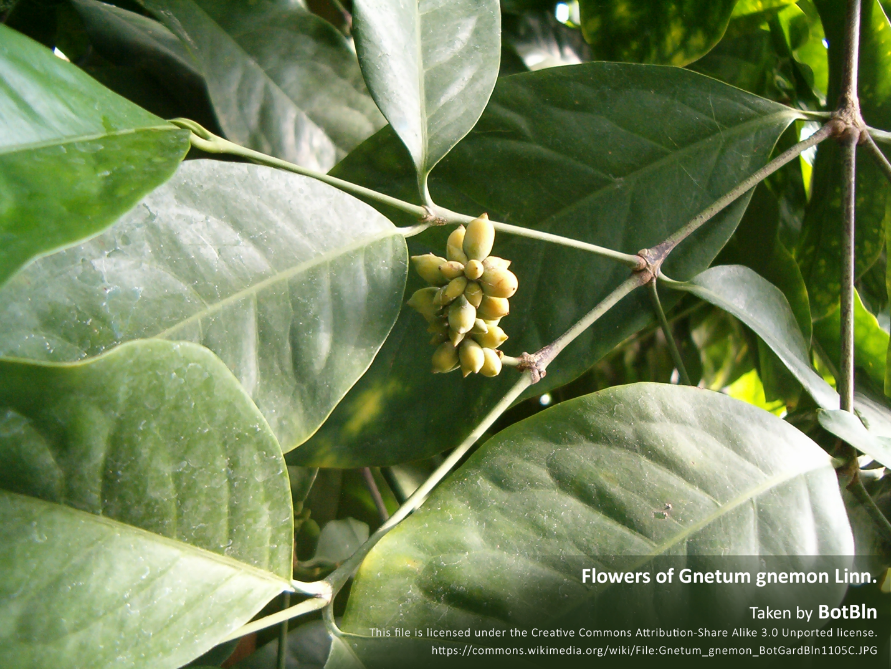 Flowers of Gnetum gnemon Linn.
Taken by BotBln
This file is licensed under the Creative Commons Attribution-Share Alike 3.0 Unported license.
https://commons.wikimedia.org/wiki/File:Gnetum_gnemon_BotGardBln1105C.JPG